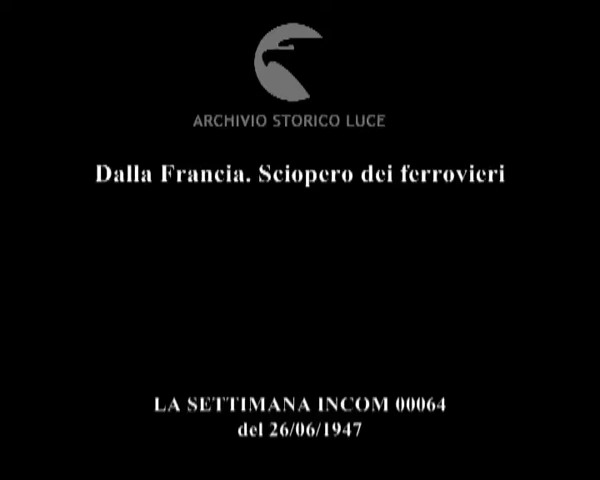 ARCHIVIO STORICO LUCE
Dalla Francia. Sciopero dei ferrovieri
LA SETTIMANA INCOM 00064
del 26/06/1947